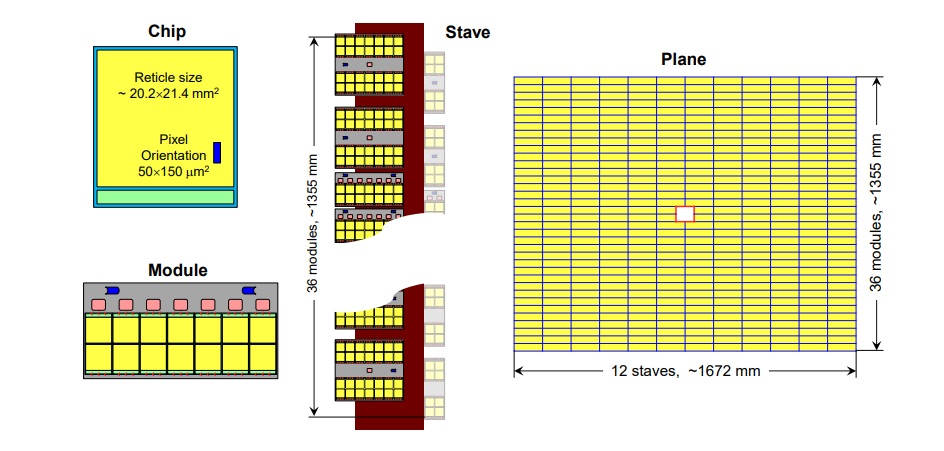 Chip
Reticle size
~ 20.2×21.4 mm²
Pixel
Orientation
50×150 μm²
Module
Stave
36 modules, ~1355 mm
Plane
36 modules, ~1355 mm
12 staves, ~1672 mm